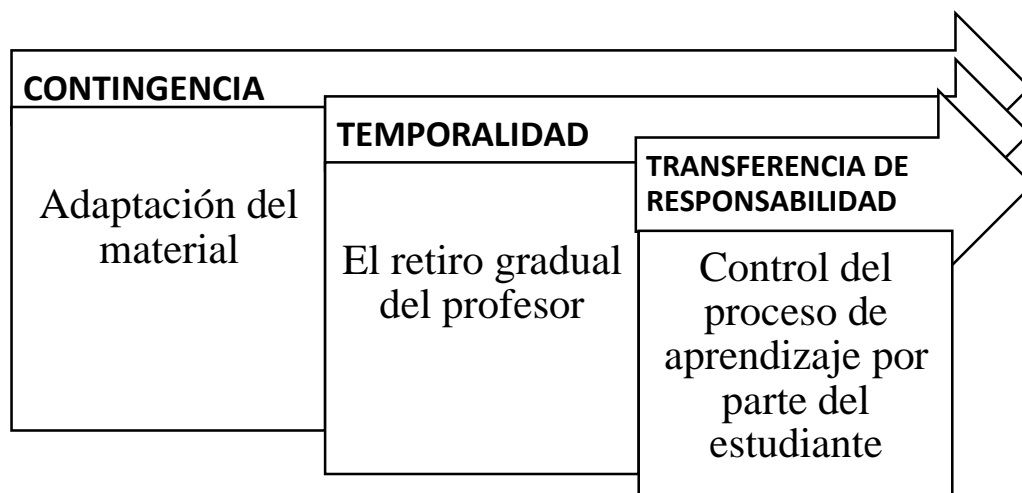 CONTINGENCIA
Adaptación del
material
TEMPORALIDAD
El retiro gradual
del profesor
TRANSFERENCIA DE
RESPONSABILIDAD
Control del
proceso de
aprendizaje por
parte del
estudiante